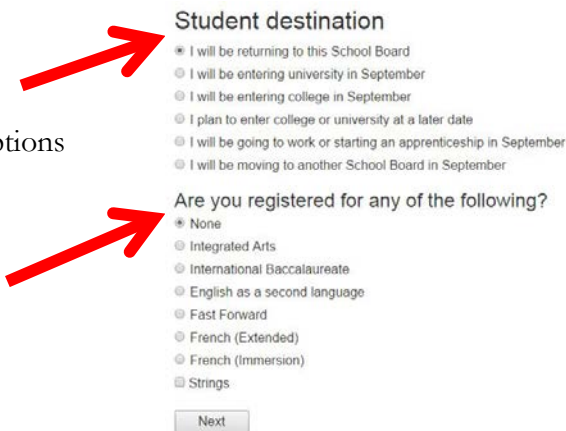 Student destination
I will be returning to this School Board
I will be entering university in September
I will be entering college in September
I plan to enter college or university at a later date
ptions
I will be going to work or starting an apprenticeship in September
I will be moving to another School Board in September
Are you registered for any of the following?
None
Integrated Arts
International Baccalaureate
English as a second language
Fast Forward
French (Extended)
French (Immersion)
Strings
Next